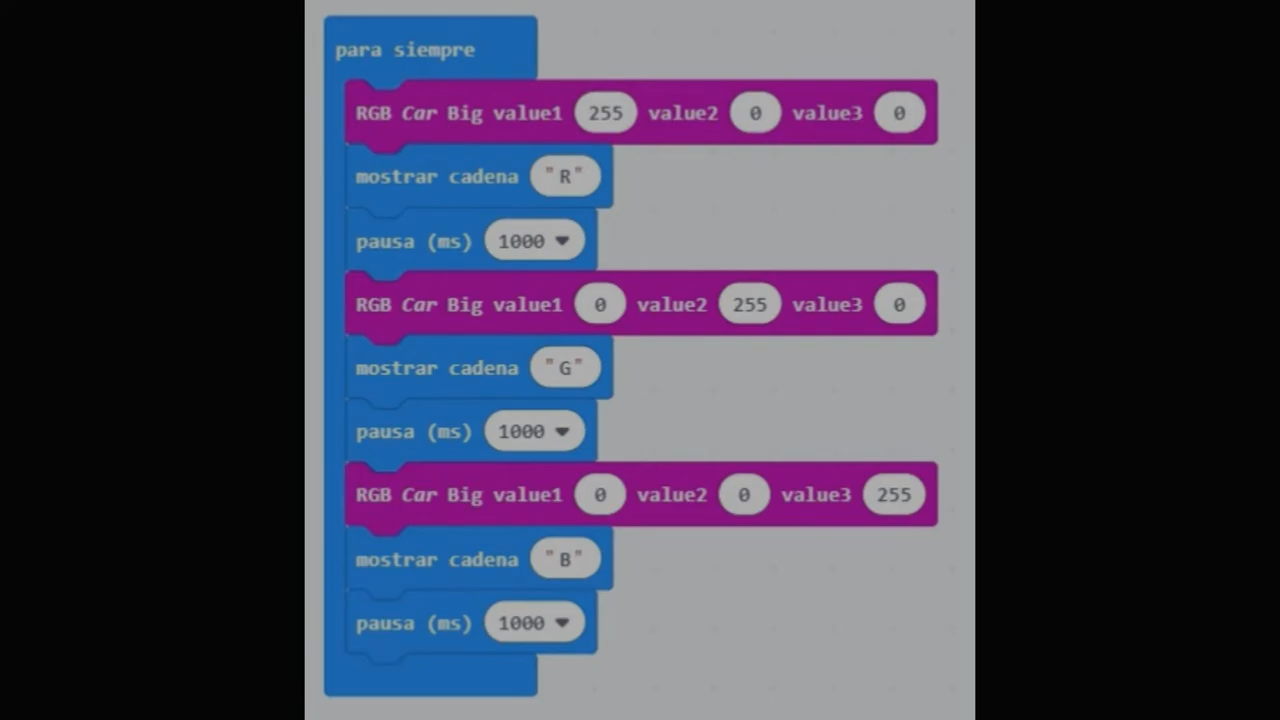 para siempre
RGB Car Big value1 255 value2 0 value3 0
mostrar cadena "R"
pausa (ms) 1000
RGB Car Big value1 0 value2 255 value3 0
mostrar cadena "G"
pausa (ms) 1000
RGB Car Big value1 0 value2 0 value3 255
mostrar cadena "B"
pausa (ms) 1000